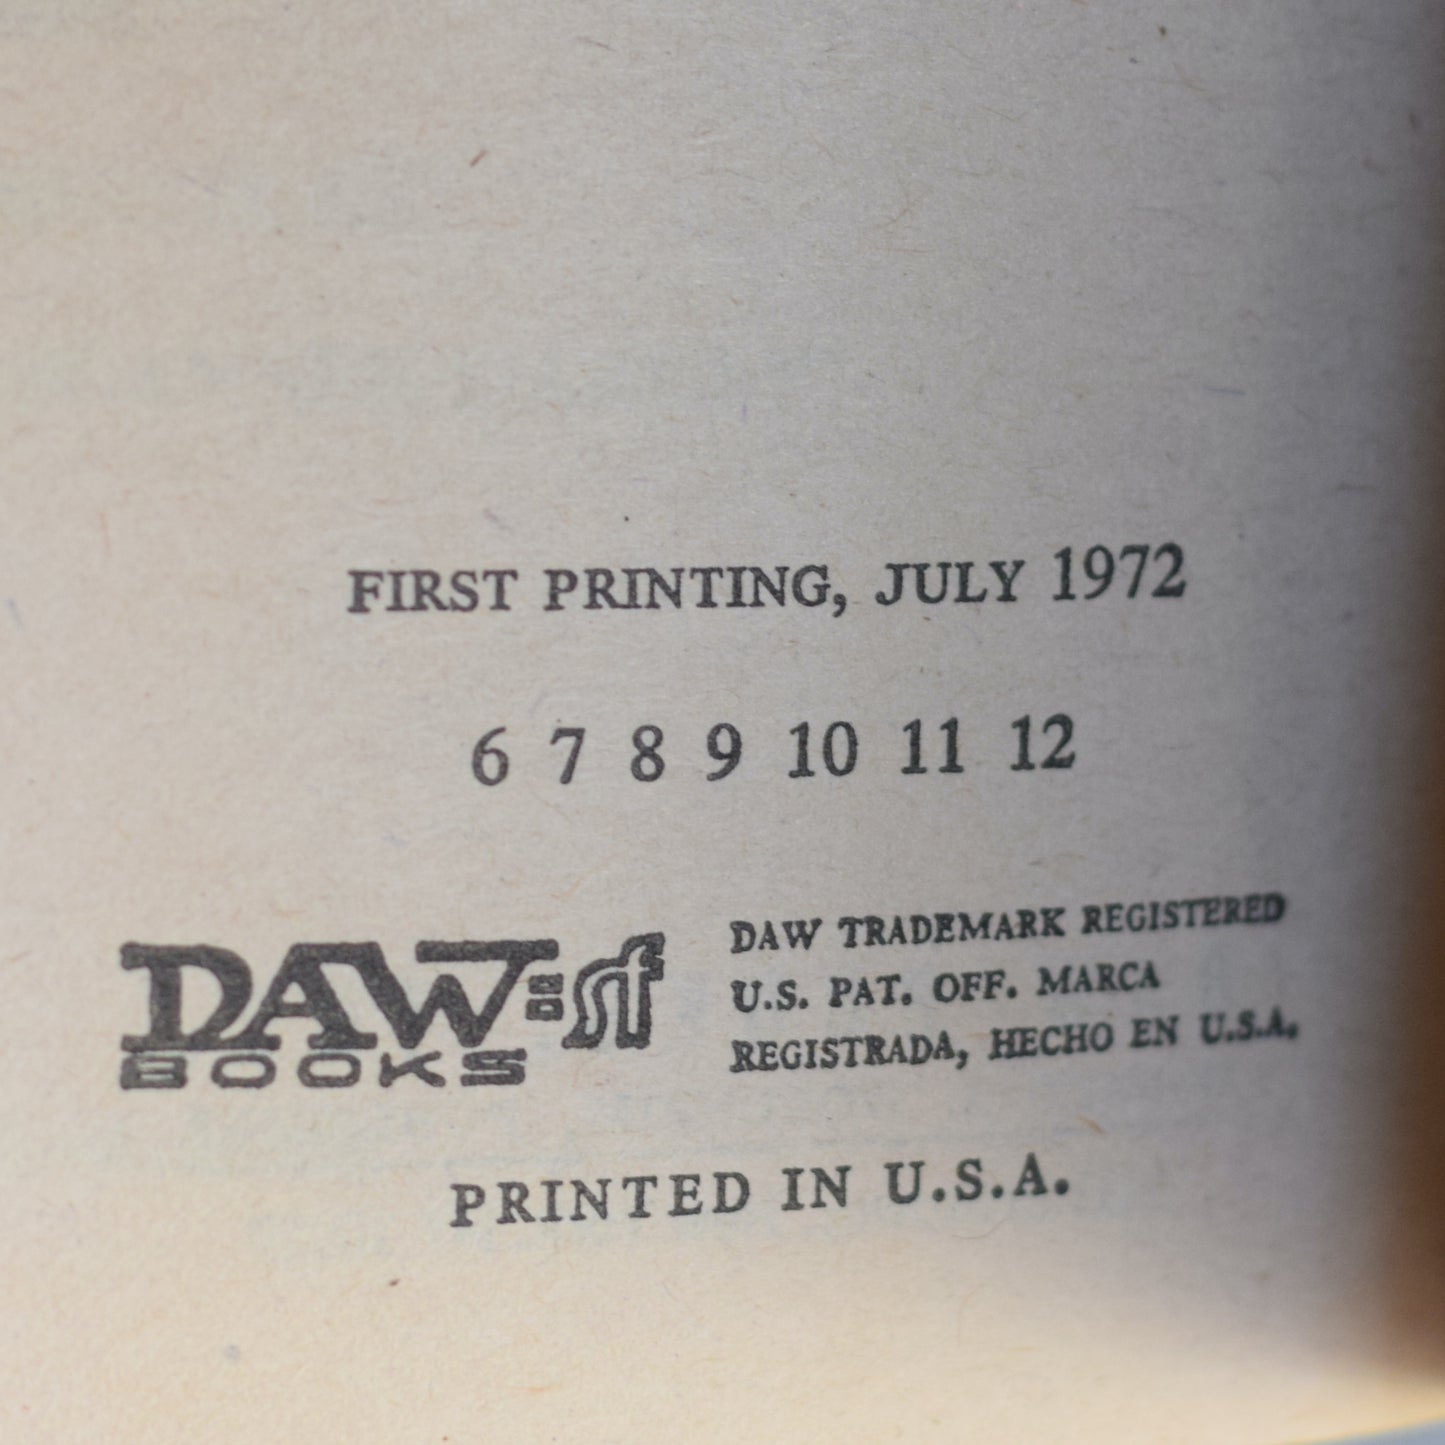 FIRST PRINTING, JULY 1972
6 7 8 9 10 11 12
DAW:sf
BOOKS
DAW TRADEMARK REGISTERED
U.S. PAT. OFF. MARCA
REGISTRADA, HECHO EN U.S.A.
PRINTED IN U.S.A.